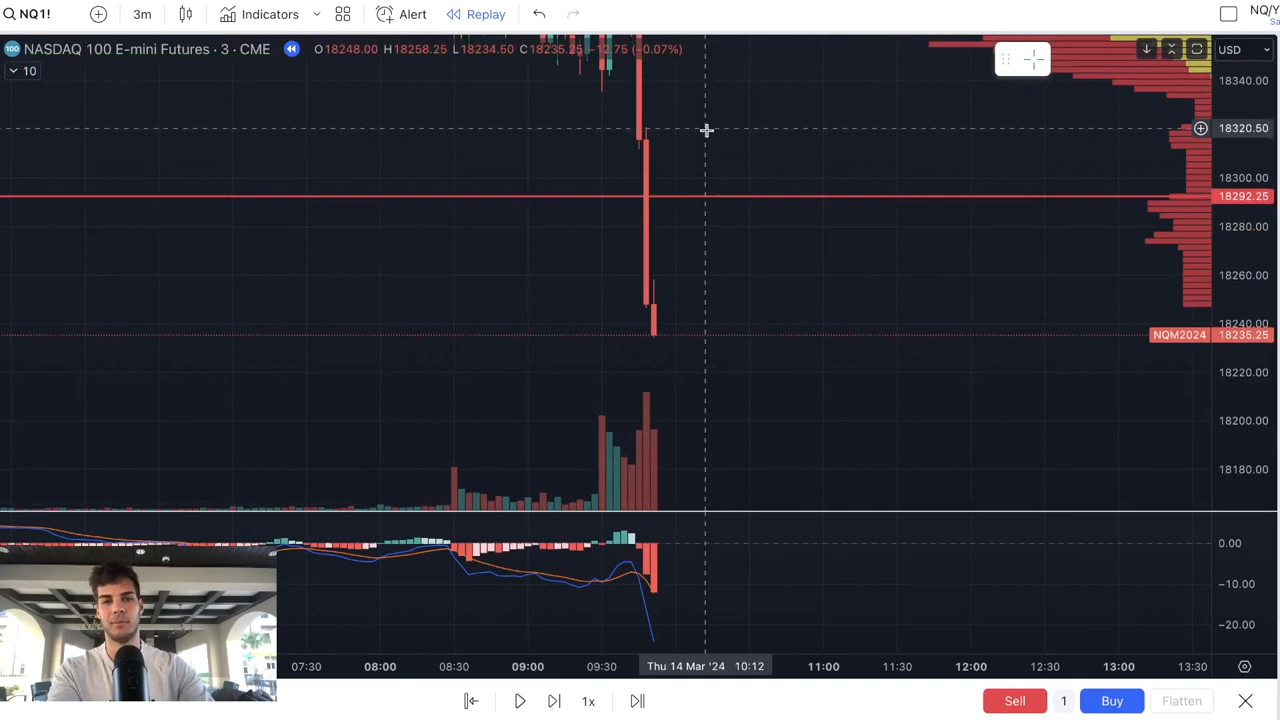 NQ1!
3m
Indicators
Alert
Replay
NQ/Y
Sa
NASDAQ 100 E-mini Futures · 3 · CME
O18248.00 H18258.25 L18234.50 C18235.25 −12.75 (−0.07%)
USD
10
18340.00
18320.50
18300.00
18292.25
18280.00
18260.00
18240.00
NQM2024 18235.25
18220.00
18200.00
18180.00
0.00
−10.00
−20.00
07:30 08:00 08:30 09:00 09:30 Thu 14 Mar '24 10:12 11:00 11:30 12:00 12:30 13:00 13:30
1x
Sell 1 Buy Flatten